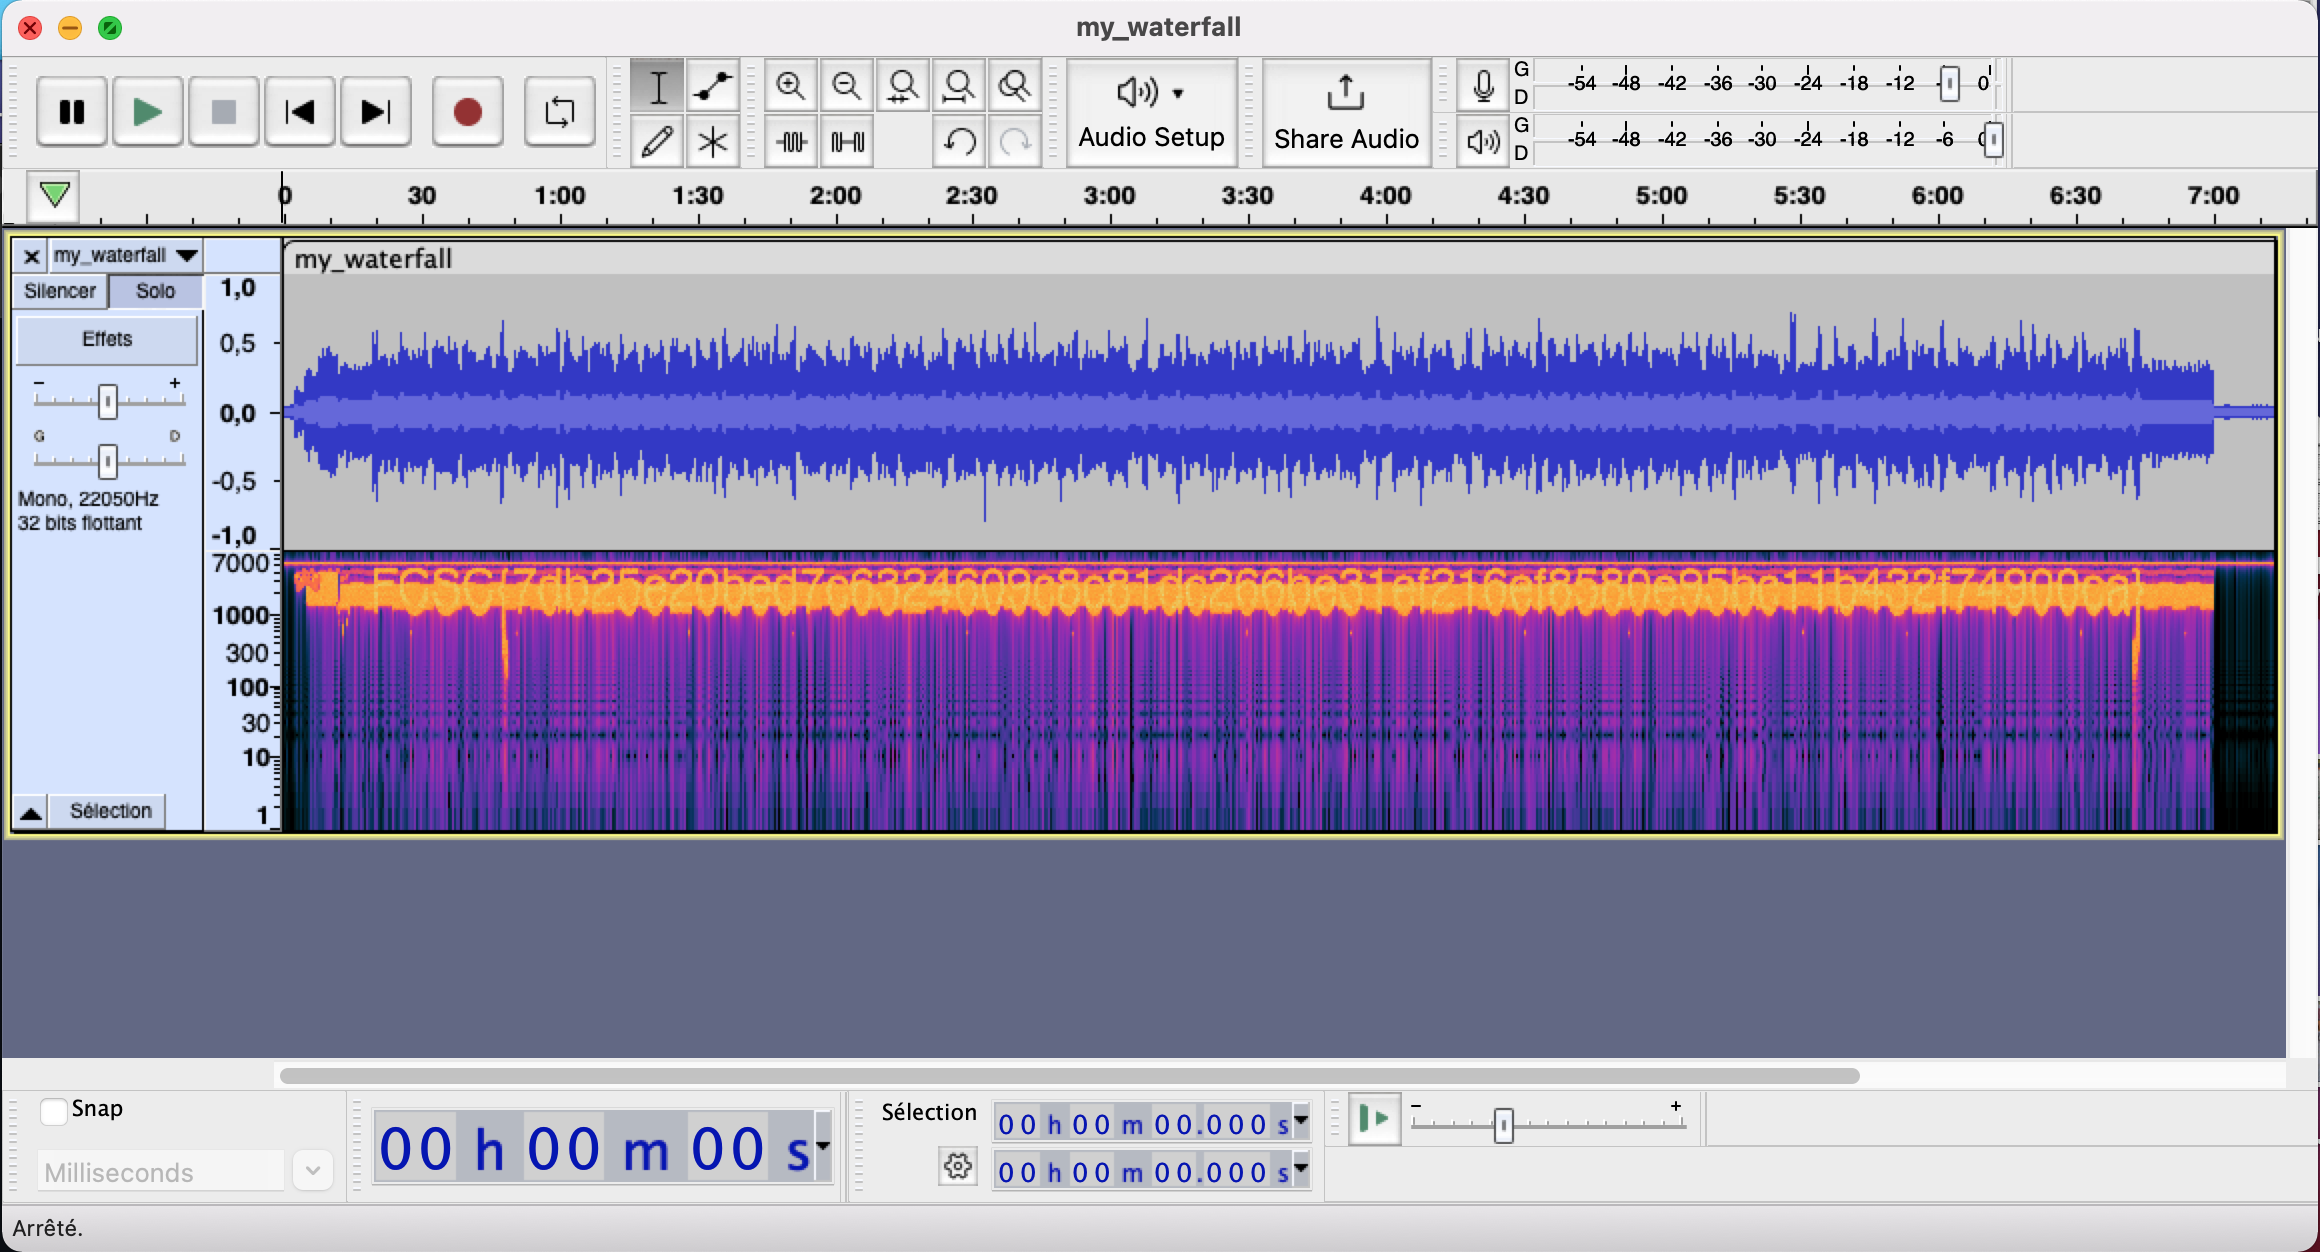 my_waterfall
Audio Setup
Share Audio
G
D
-54 -48 -42 -36 -30 -24 -18 -12 0
G
D
-54 -48 -42 -36 -30 -24 -18 -12 -6
0 30 1:00 1:30 2:00 2:30 3:00 3:30 4:00 4:30 5:00 5:30 6:00 6:30 7:00
my_waterfall
my_waterfall
Silencer Solo
Effets
- +
G D
Mono, 22050Hz
32 bits flottant
Sélection
1,0
0,5
0,0
-0,5
-1,0
7000
1000
300
100
30
10
1
Snap
Milliseconds
00 h 00 m 00 s
Sélection
00 h 00 m 00.000 s
00 h 00 m 00.000 s
- +
Arrêté.